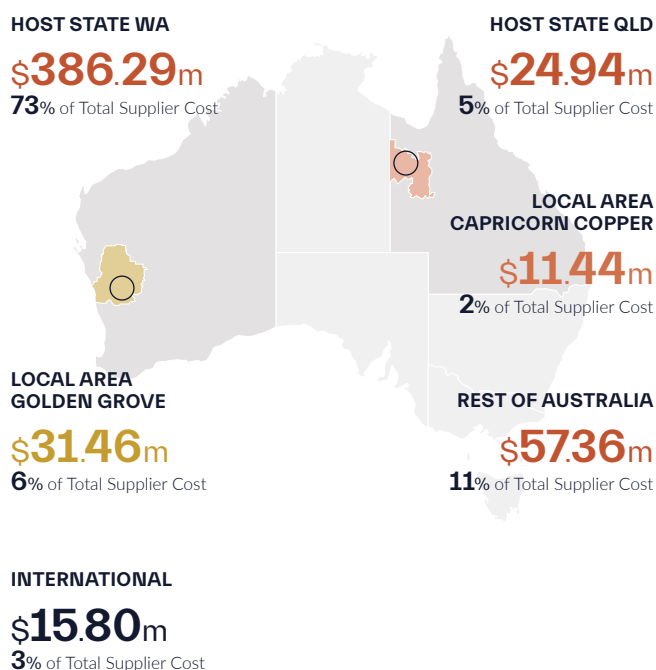 HOST STATE WA
$386.29m
73% of Total Supplier Cost
HOST STATE QLD
$24.94m
5% of Total Supplier Cost
LOCAL AREA
CAPRICORN COPPER
$11.44m
2% of Total Supplier Cost
LOCAL AREA
GOLDEN GROVE
$31.46m
6% of Total Supplier Cost
REST OF AUSTRALIA
$57.36m
11% of Total Supplier Cost
INTERNATIONAL
$15.80m
3% of Total Supplier Cost